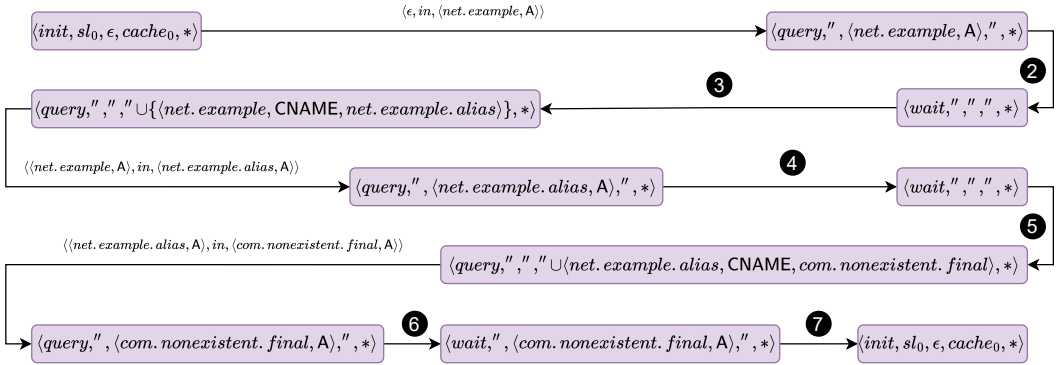 ⟨init, sl₀, ϵ, cache₀, ∗⟩
⟨ϵ, in, ⟨net.example, A⟩⟩
⟨query,″ , ⟨net.example, A⟩,″ , ∗⟩
2
⟨query,″ ,″ ,″ ∪{⟨net.example, CNAME, net.example.alias⟩}, ∗⟩
3
⟨wait,″ ,″ ,″ , ∗⟩
⟨⟨net.example, A⟩, in, ⟨net.example.alias, A⟩⟩
⟨query,″ , ⟨net.example.alias, A⟩,″ , ∗⟩
4
⟨wait,″ ,″ ,″ , ∗⟩
5
⟨⟨net.example.alias, A⟩, in, ⟨com.nonexistent.final, A⟩⟩
⟨query,″ ,″ ,″ ∪⟨net.example.alias, CNAME, com.nonexistent.final⟩, ∗⟩
⟨query,″ , ⟨com.nonexistent.final, A⟩,″ , ∗⟩
6
⟨wait,″ , ⟨com.nonexistent.final, A⟩,″ , ∗⟩
7
⟨init, sl₀, ϵ, cache₀, ∗⟩